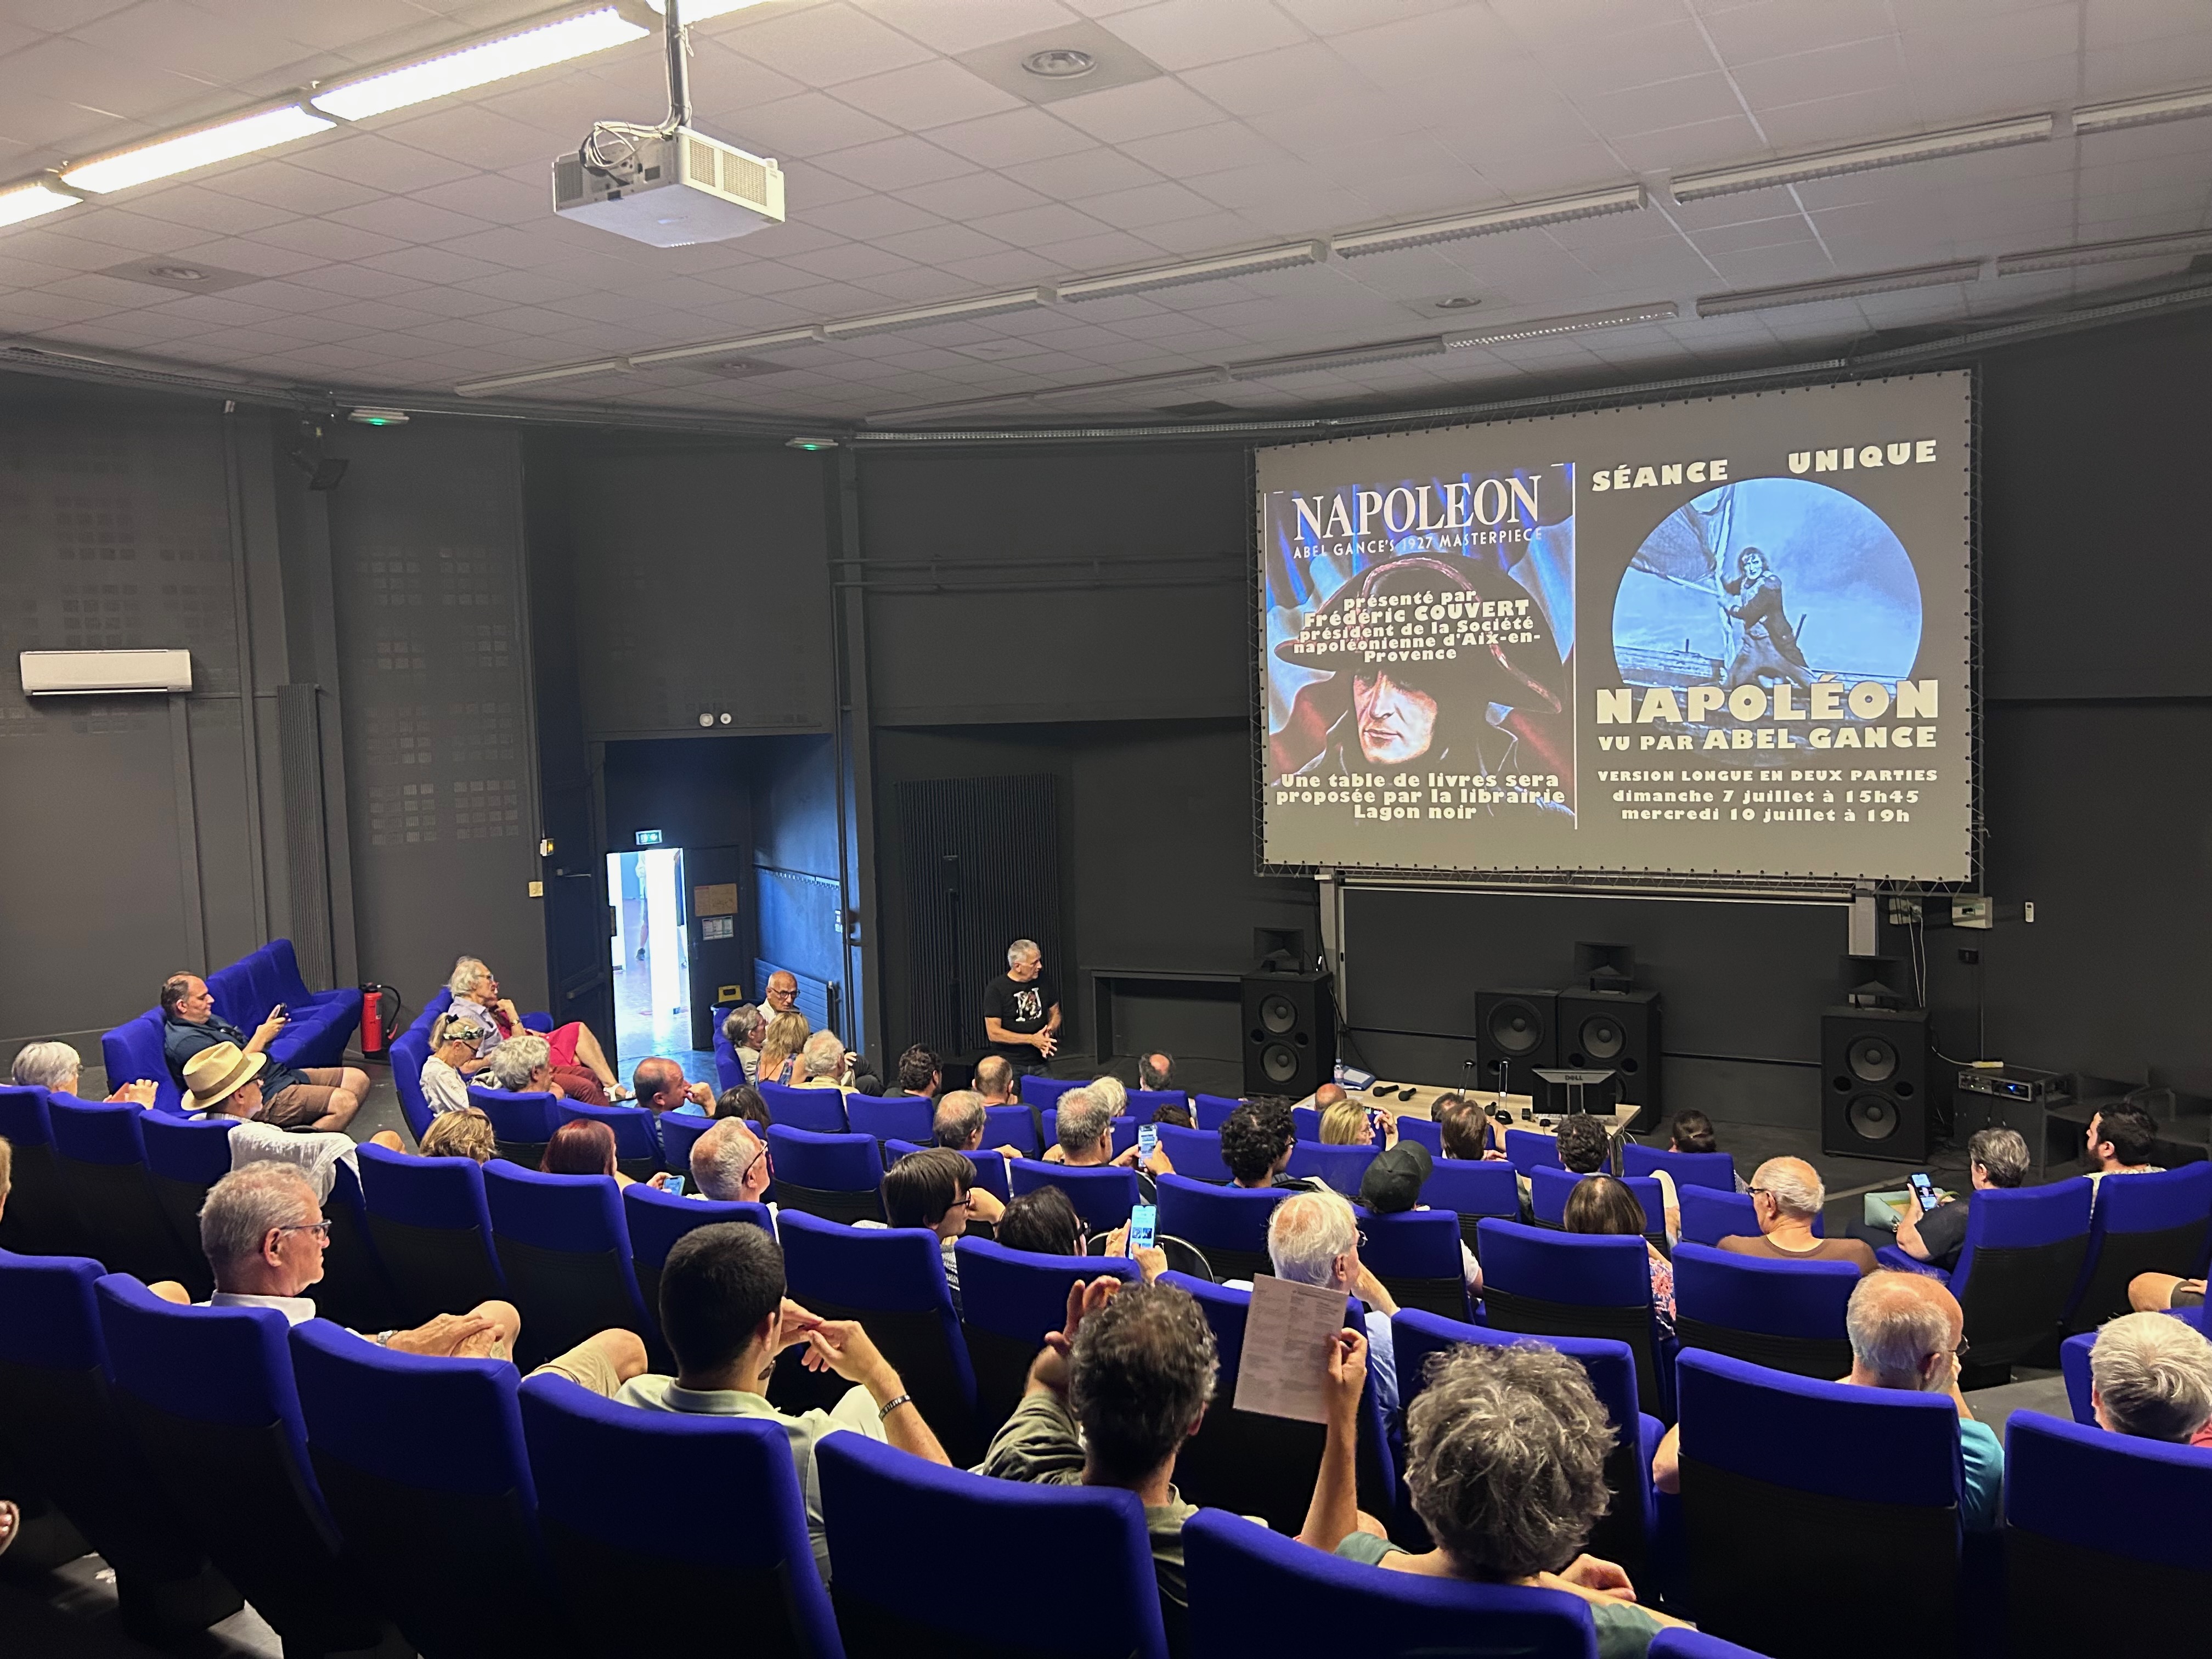 NAPOLEON
ABEL GANCE'S 1927 MASTERPIECE
présenté par
Frédéric COUVERT
président de la Société
napoléonienne d'Aix-en-
Provence
Une table de livres sera
proposée par la librairie
Lagon noir
SÉANCE UNIQUE
NAPOLÉON
VU PAR ABEL GANCE
VERSION LONGUE EN DEUX PARTIES
dimanche 7 juillet à 15h45
mercredi 10 juillet à 19h
DELL